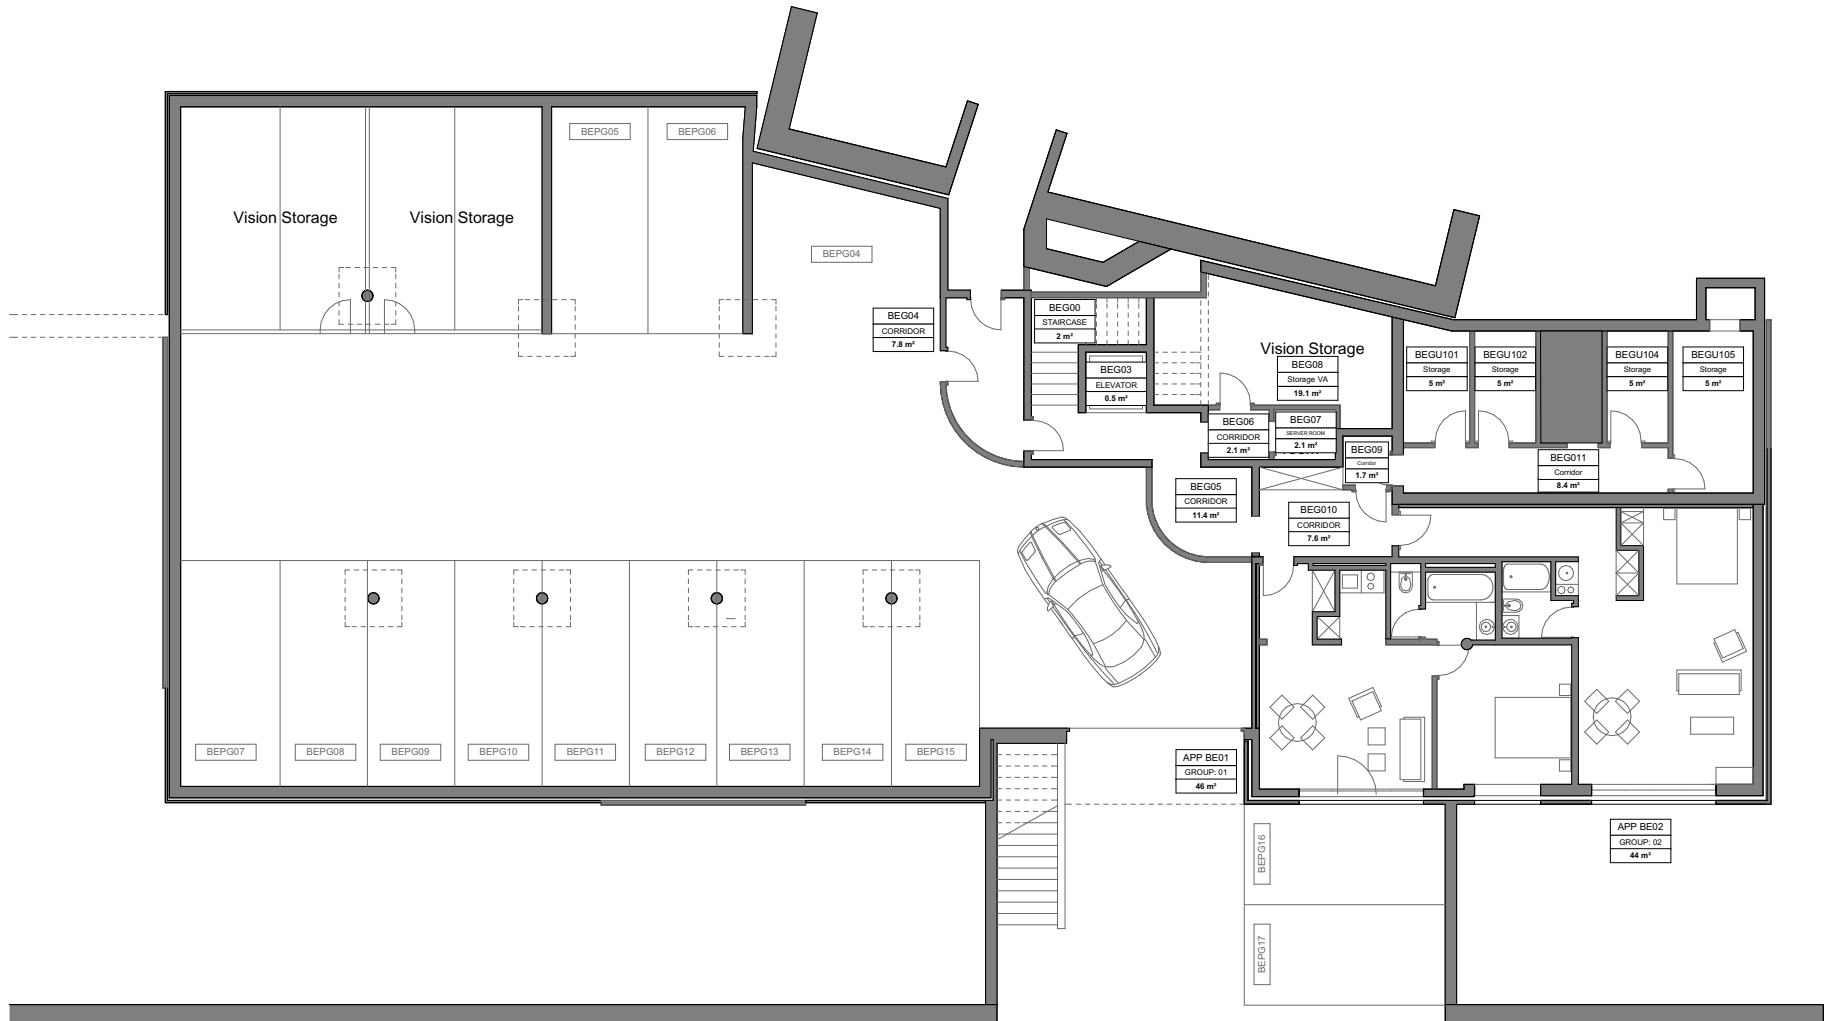 BEPG05
BEPG06
Vision Storage
Vision Storage
BEPG04
BEG04
CORRIDOR
7.8 m²
BEG00
STAIRCASE
2 m²
BEG03
ELEVATOR
0.5 m²
Vision Storage
BEG08
Storage VA
19.1 m²
BEGU101
Storage
5 m²
BEGU102
Storage
5 m²
BEGU104
Storage
5 m²
BEGU105
Storage
5 m²
BEG06
CORRIDOR
2.1 m²
BEG07
SERVER ROOM
2.1 m²
BEG09
Corridor
1.7 m²
BEG011
Corridor
8.4 m²
BEG05
CORRIDOR
11.4 m²
BEG010
CORRIDOR
7.6 m²
BEPG07
BEPG08
BEPG09
BEPG10
BEPG11
BEPG12
BEPG13
BEPG14
BEPG15
APP BE01
GROUP: 01
46 m²
APP BE02
GROUP: 02
44 m²
BEPG16
BEPG17